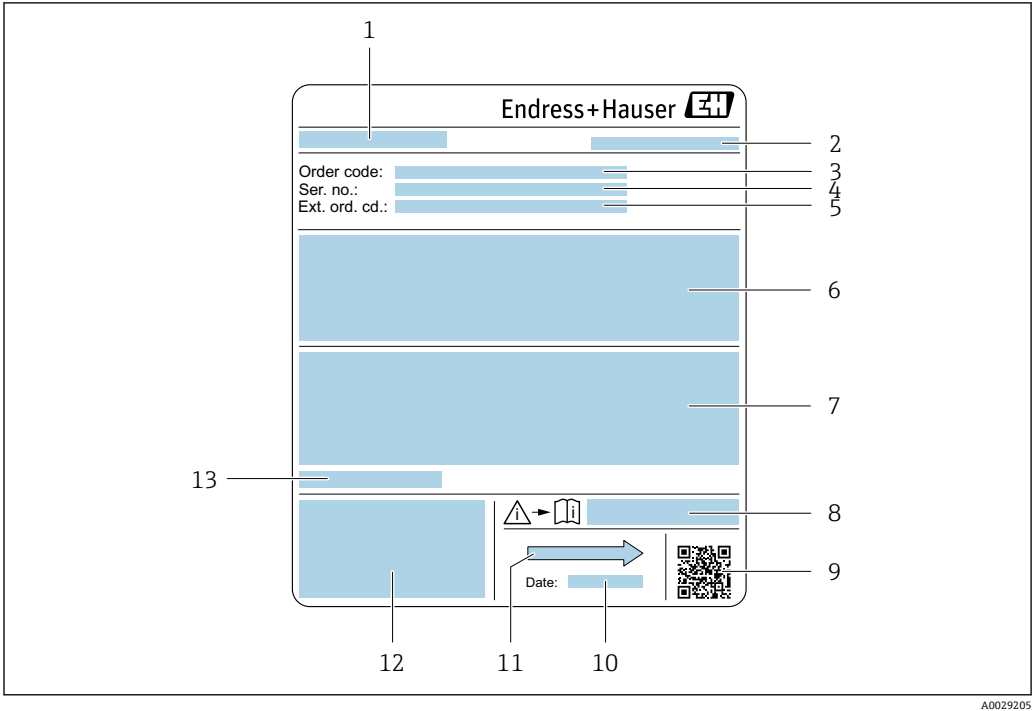 1
Endress+Hauser EH
2
Order code:
3
Ser. no.:
4
Ext. ord. cd.:
5
6
7
13
i
i
8
9
11
Date:
10
12
A0029205